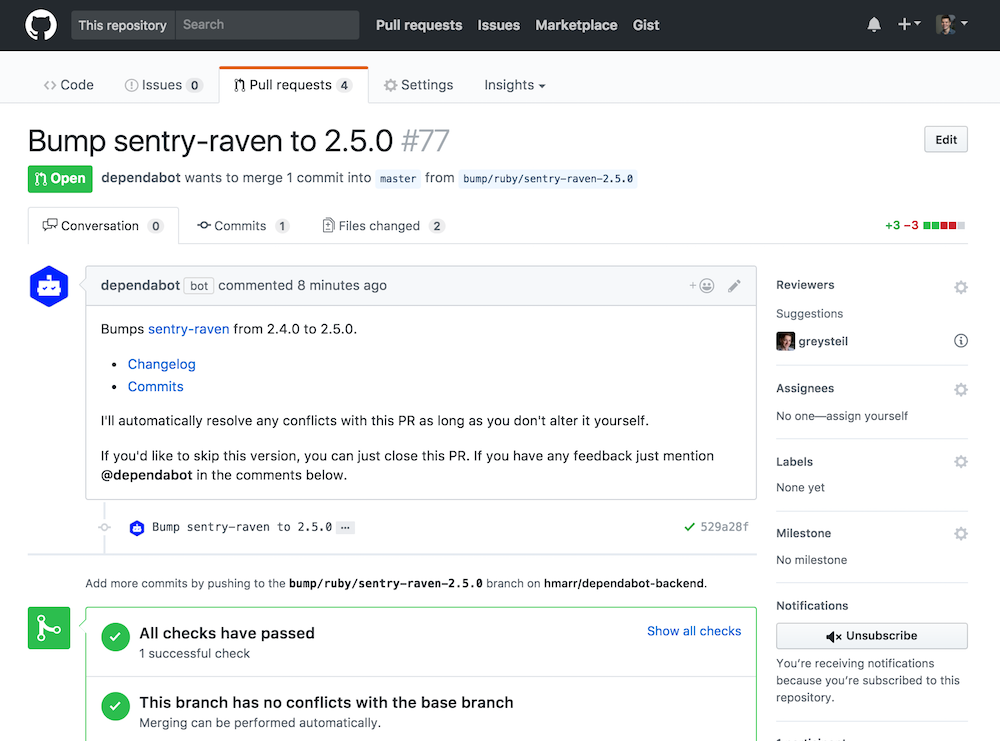 This repository Search Pull requests Issues Marketplace Gist
Code Issues 0 Pull requests 4 Settings Insights
Bump sentry-raven to 2.5.0 #77 Edit
Open dependabot wants to merge 1 commit into master from bump/ruby/sentry-raven-2.5.0
Conversation 0 Commits 1 Files changed 2 +3 −3
dependabot bot commented 8 minutes ago
Bumps sentry-raven from 2.4.0 to 2.5.0.
• Changelog
• Commits
I'll automatically resolve any conflicts with this PR as long as you don't alter it yourself.
If you'd like to skip this version, you can just close this PR. If you have any feedback just mention
@dependabot in the comments below.
Bump sentry-raven to 2.5.0 … 529a28f
Add more commits by pushing to the bump/ruby/sentry-raven-2.5.0 branch on hmarr/dependabot-backend.
All checks have passed Show all checks
1 successful check
This branch has no conflicts with the base branch
Merging can be performed automatically.
Reviewers
Suggestions
greysteil
Assignees
No one—assign yourself
Labels
None yet
Milestone
No milestone
Notifications
Unsubscribe
You're receiving notifications
because you're subscribed to this
repository.